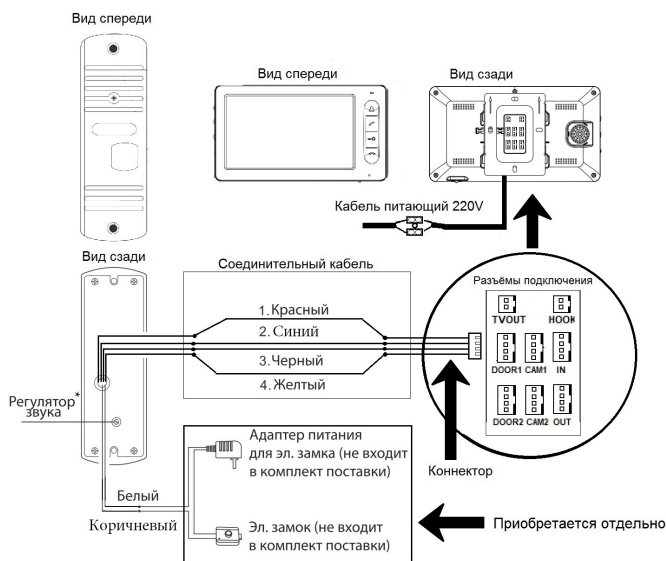 Вид спереди
Вид спереди
Вид сзади
Кабель питающий 220V
Вид сзади
Соединительный кабель
1. Красный
2. Синий
3. Черный
4. Желтый
Разъёмы подключения
TVOUT
HOOK
DOOR1
CAM1
IN
DOOR2
CAM2
OUT
Регулятор*
звука
Коннектор
Адаптер питания
для эл. замка (не входит
в комплект поставки)
Белый
Коричневый
Эл. замок (не входит
в комплект поставки)
Приобретается отдельно